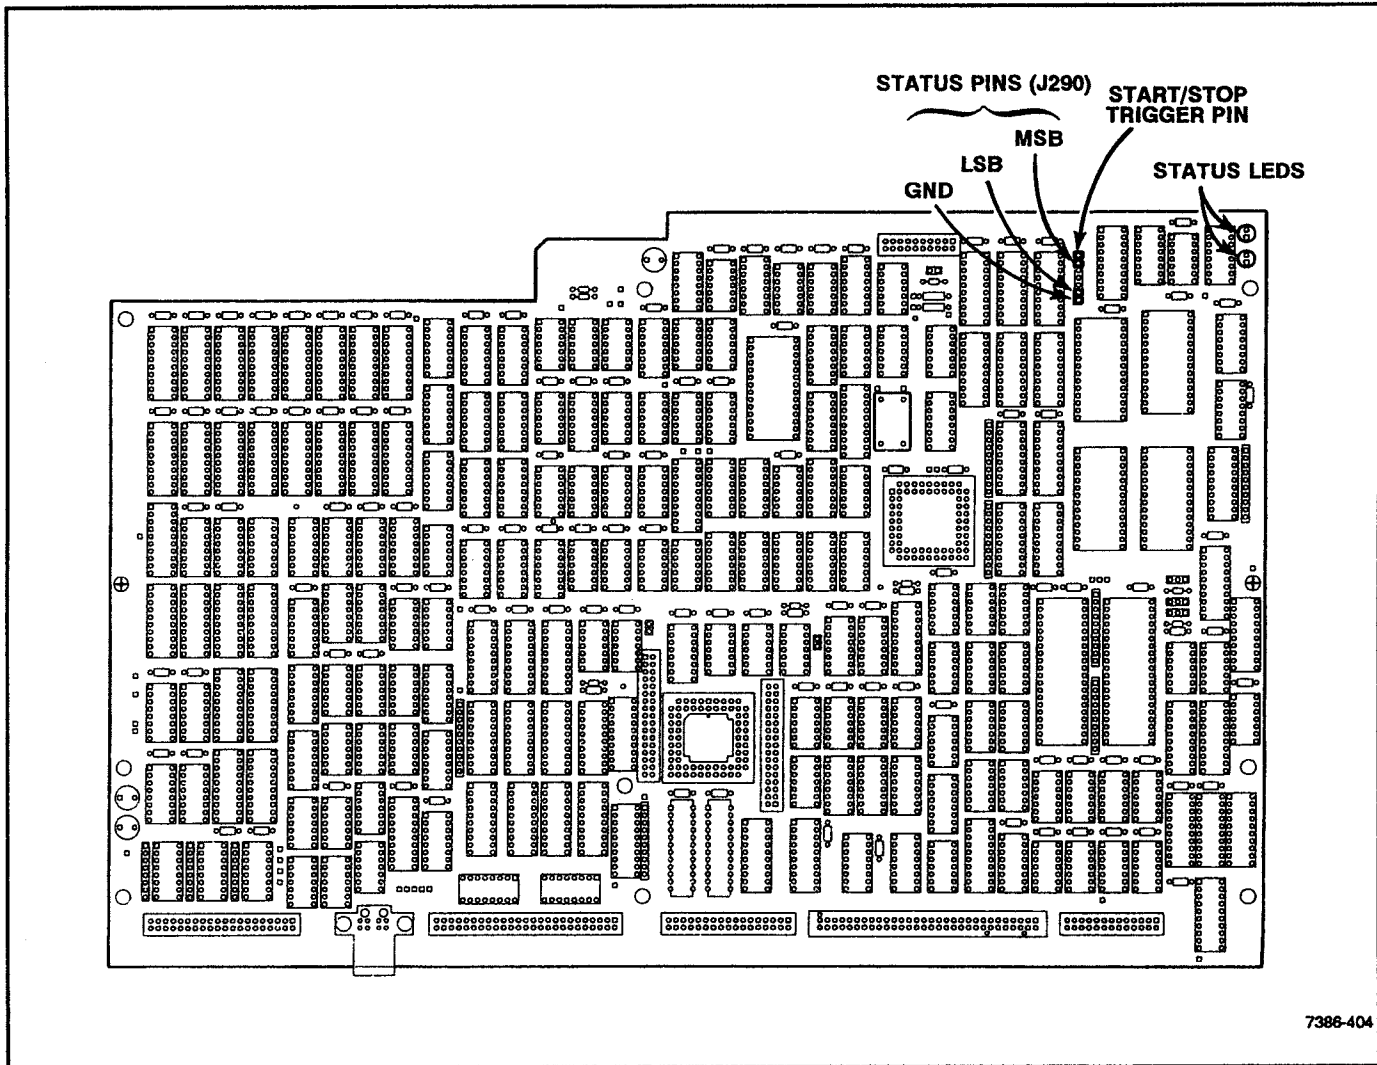 STATUS PINS (J290)
START/STOP
TRIGGER PIN
MSB
LSB
STATUS LEDS
GND
7386-404